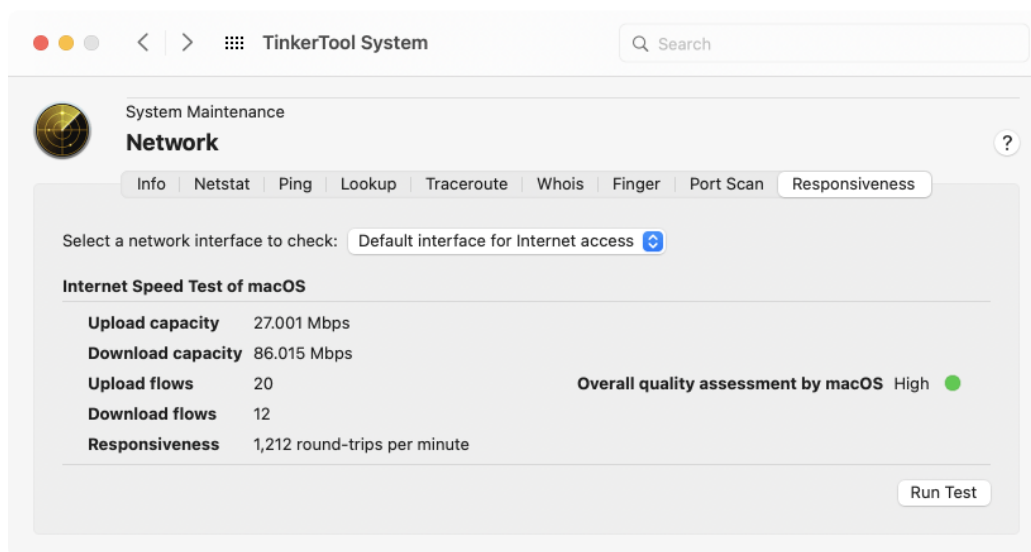 TinkerTool System
Search
System Maintenance
Network
?
Info Netstat Ping Lookup Traceroute Whois Finger Port Scan Responsiveness
Select a network interface to check: Default interface for Internet access
Internet Speed Test of macOS
Upload capacity 27.001 Mbps
Download capacity 86.015 Mbps
Upload flows 20 Overall quality assessment by macOS High
Download flows 12
Responsiveness 1,212 round-trips per minute
Run Test